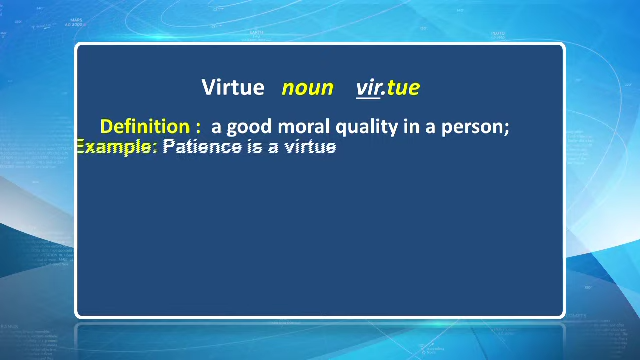 Virtue noun vir.tue
Definition : a good moral quality in a person;
Example: Patience is a virtue